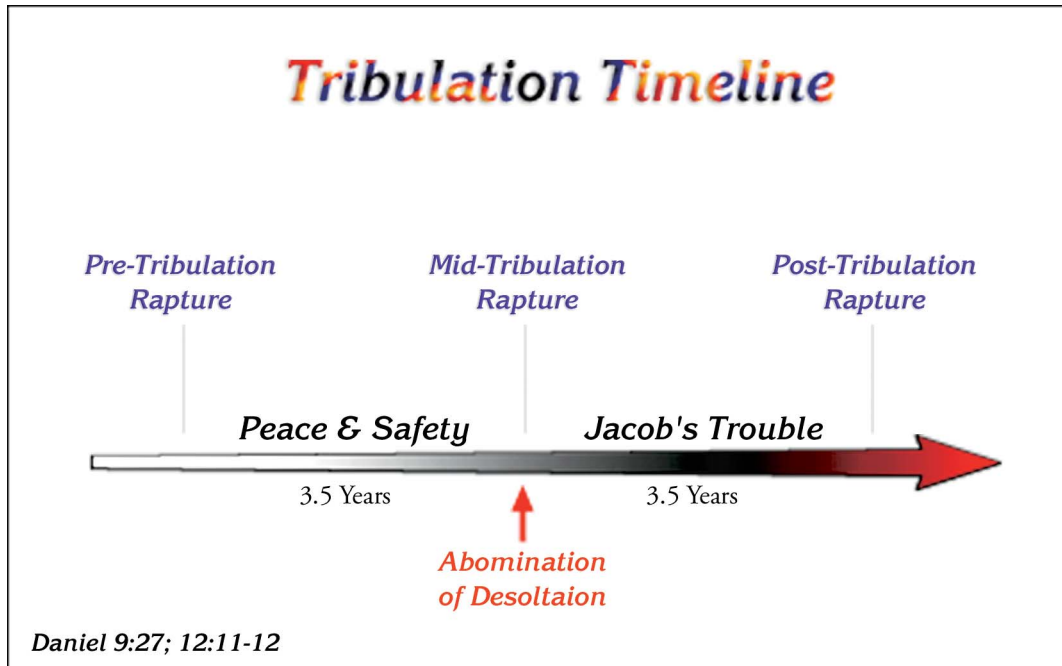 Tribulation Timeline
Pre-Tribulation
Rapture
Mid-Tribulation
Rapture
Post-Tribulation
Rapture
Peace & Safety
Jacob's Trouble
3.5 Years
3.5 Years
Abomination
of Desoltaion
Daniel 9:27; 12:11-12